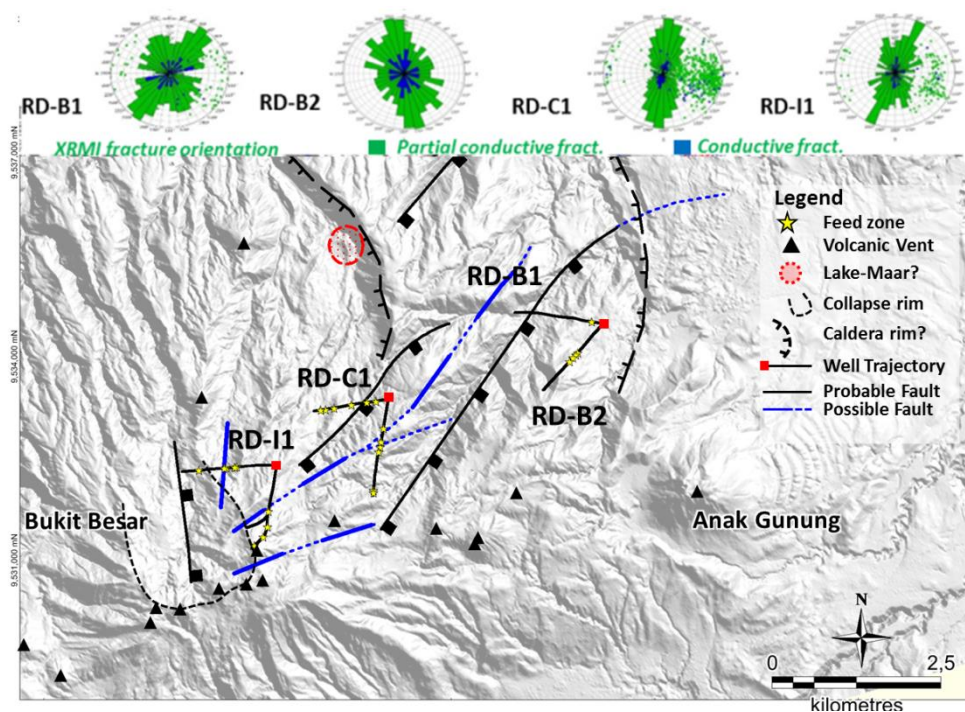 RD-B1
RD-B2
RD-C1
RD-I1
XRMI fracture orientation
Partial conductive fract.
Conductive fract.
9.537,000 mN
9.534,000 mN
9.531,000 mN
RD-B1
RD-C1
RD-B2
RD-I1
Bukit Besar
Anak Gunung
Legend
Feed zone
Volcanic Vent
Lake-Maar?
Collapse rim
Caldera rim?
Well Trajectory
Probable Fault
Possible Fault
N
0
2,5
kilometres